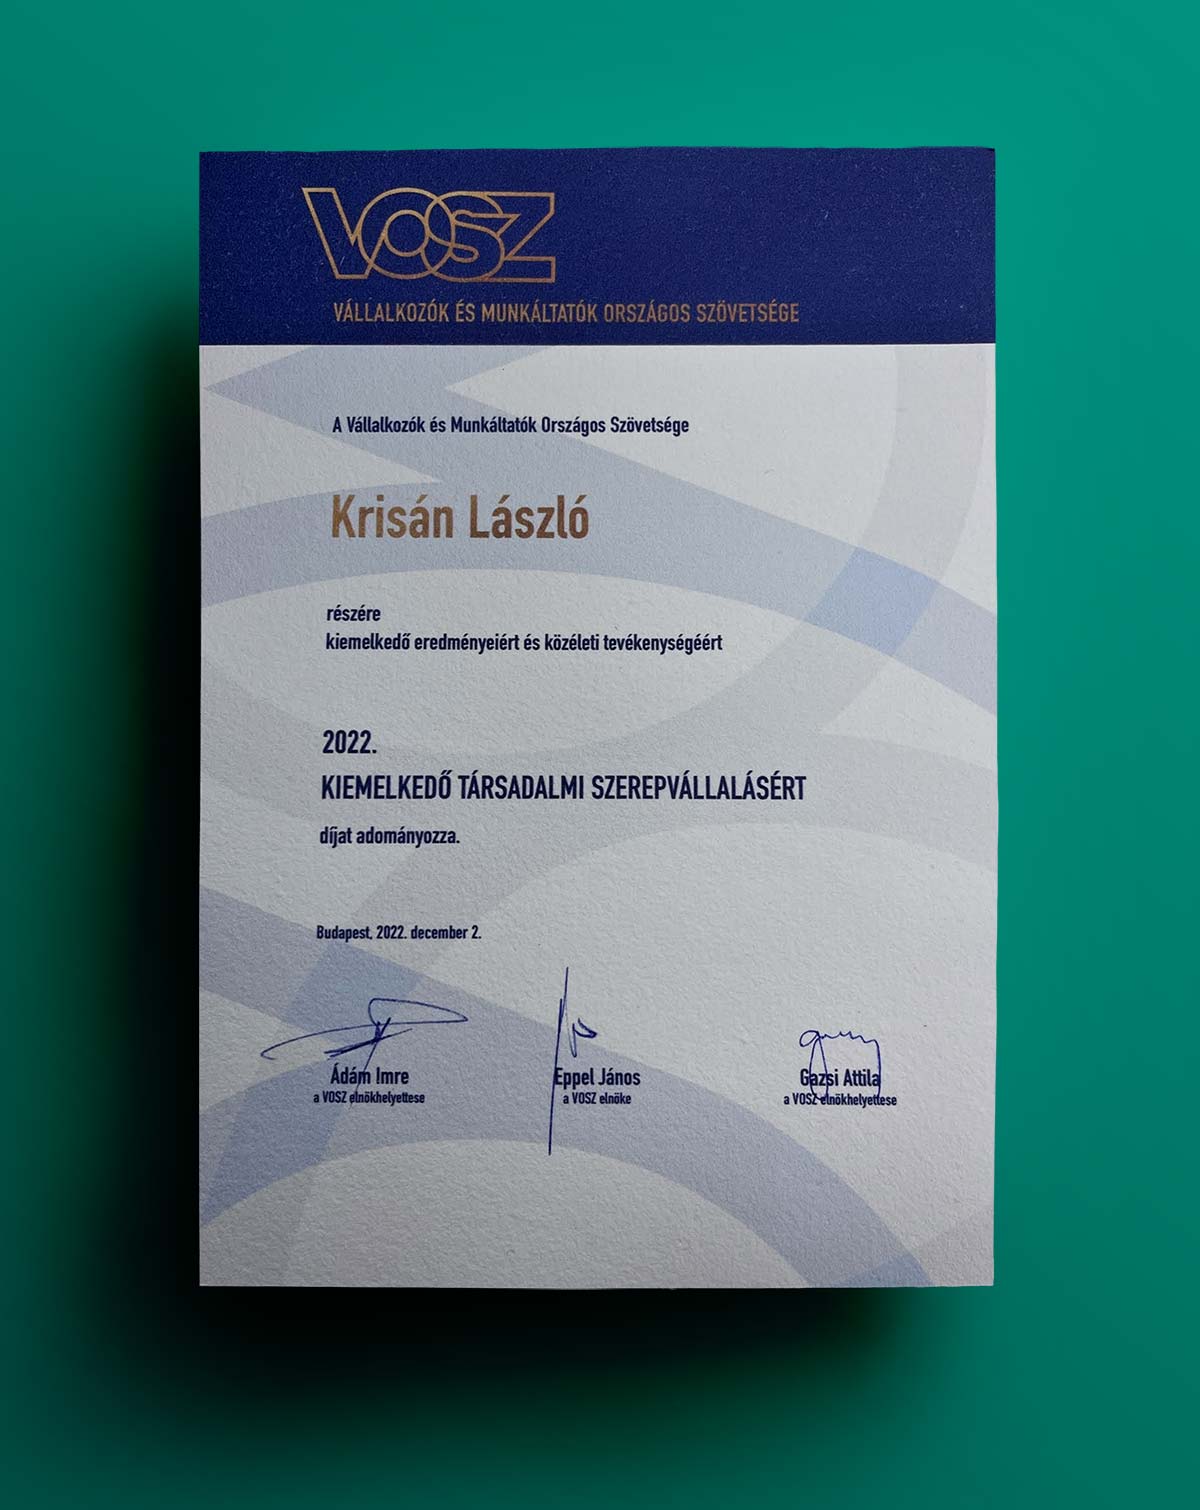 VOSZ
VÁLLALKOZÓK ÉS MUNKÁLTATÓK ORSZÁGOS SZÖVETSÉGE
A Vállalkozók és Munkáltatók Országos Szövetsége
Krisán László
részére
kiemelkedő eredményeiért és közéleti tevékenységéért
2022.
KIEMELKEDŐ TÁRSADALMI SZEREPVÁLLALÁSÉRT
díjat adományozza.
Budapest, 2022. december 2.
Ádám Imre
a VOSZ elnökhelyettese
Eppel János
a VOSZ elnöke
Gazsi Attila
a VOSZ elnökhelyettese